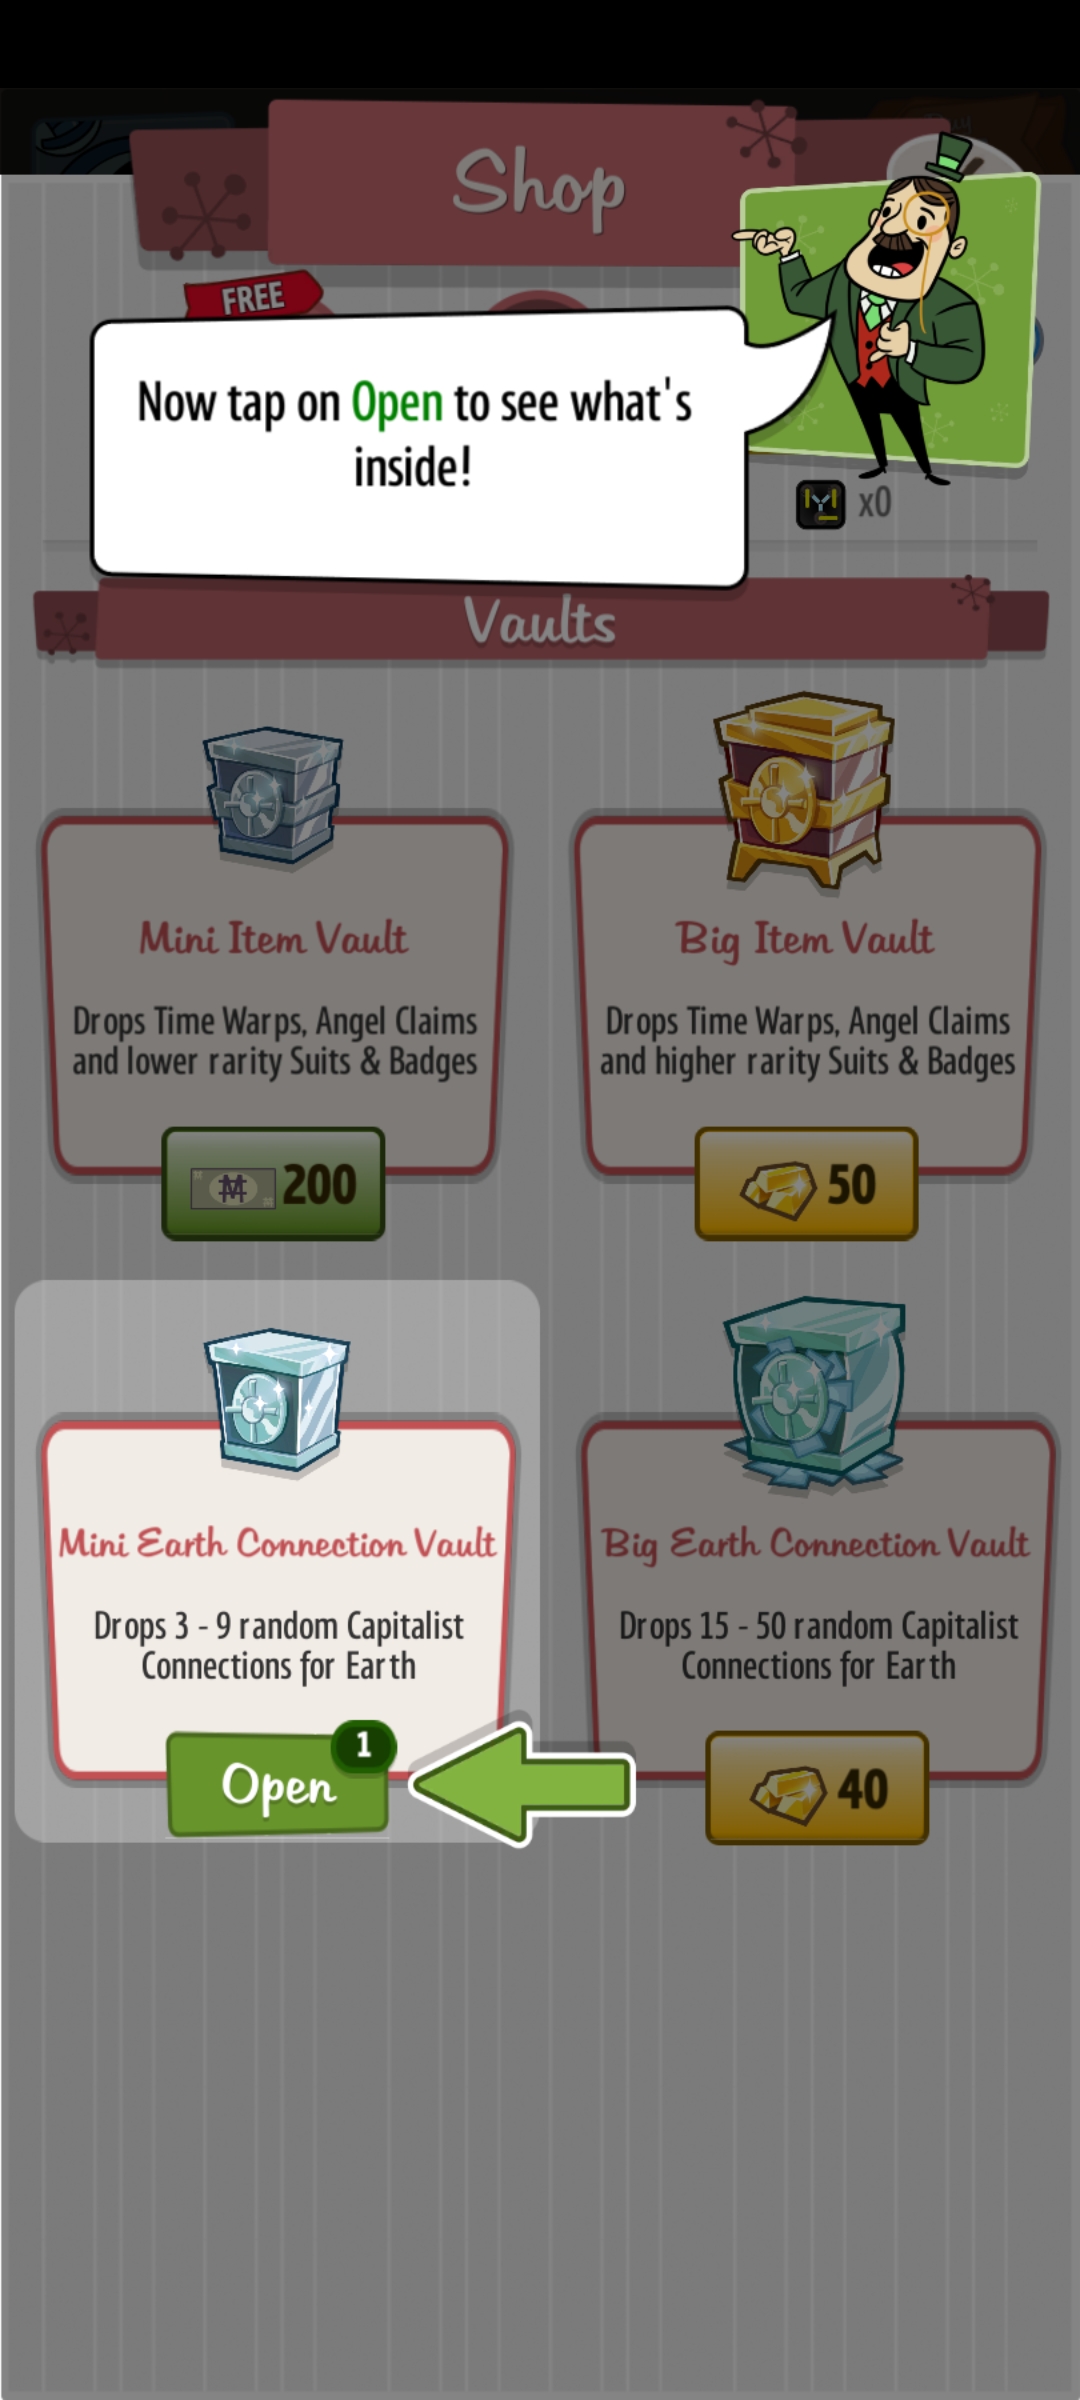 Shop
FREE
Now tap on Open to see what's
inside!
x0
Vaults
Mini Item Vault
Drops Time Warps, Angel Claims
and lower rarity Suits & Badges
200
Big Item Vault
Drops Time Warps, Angel Claims
and higher rarity Suits & Badges
50
Mini Earth Connection Vault
Drops 3 - 9 random Capitalist
Connections for Earth
1
Open
Big Earth Connection Vault
Drops 15 - 50 random Capitalist
Connections for Earth
40